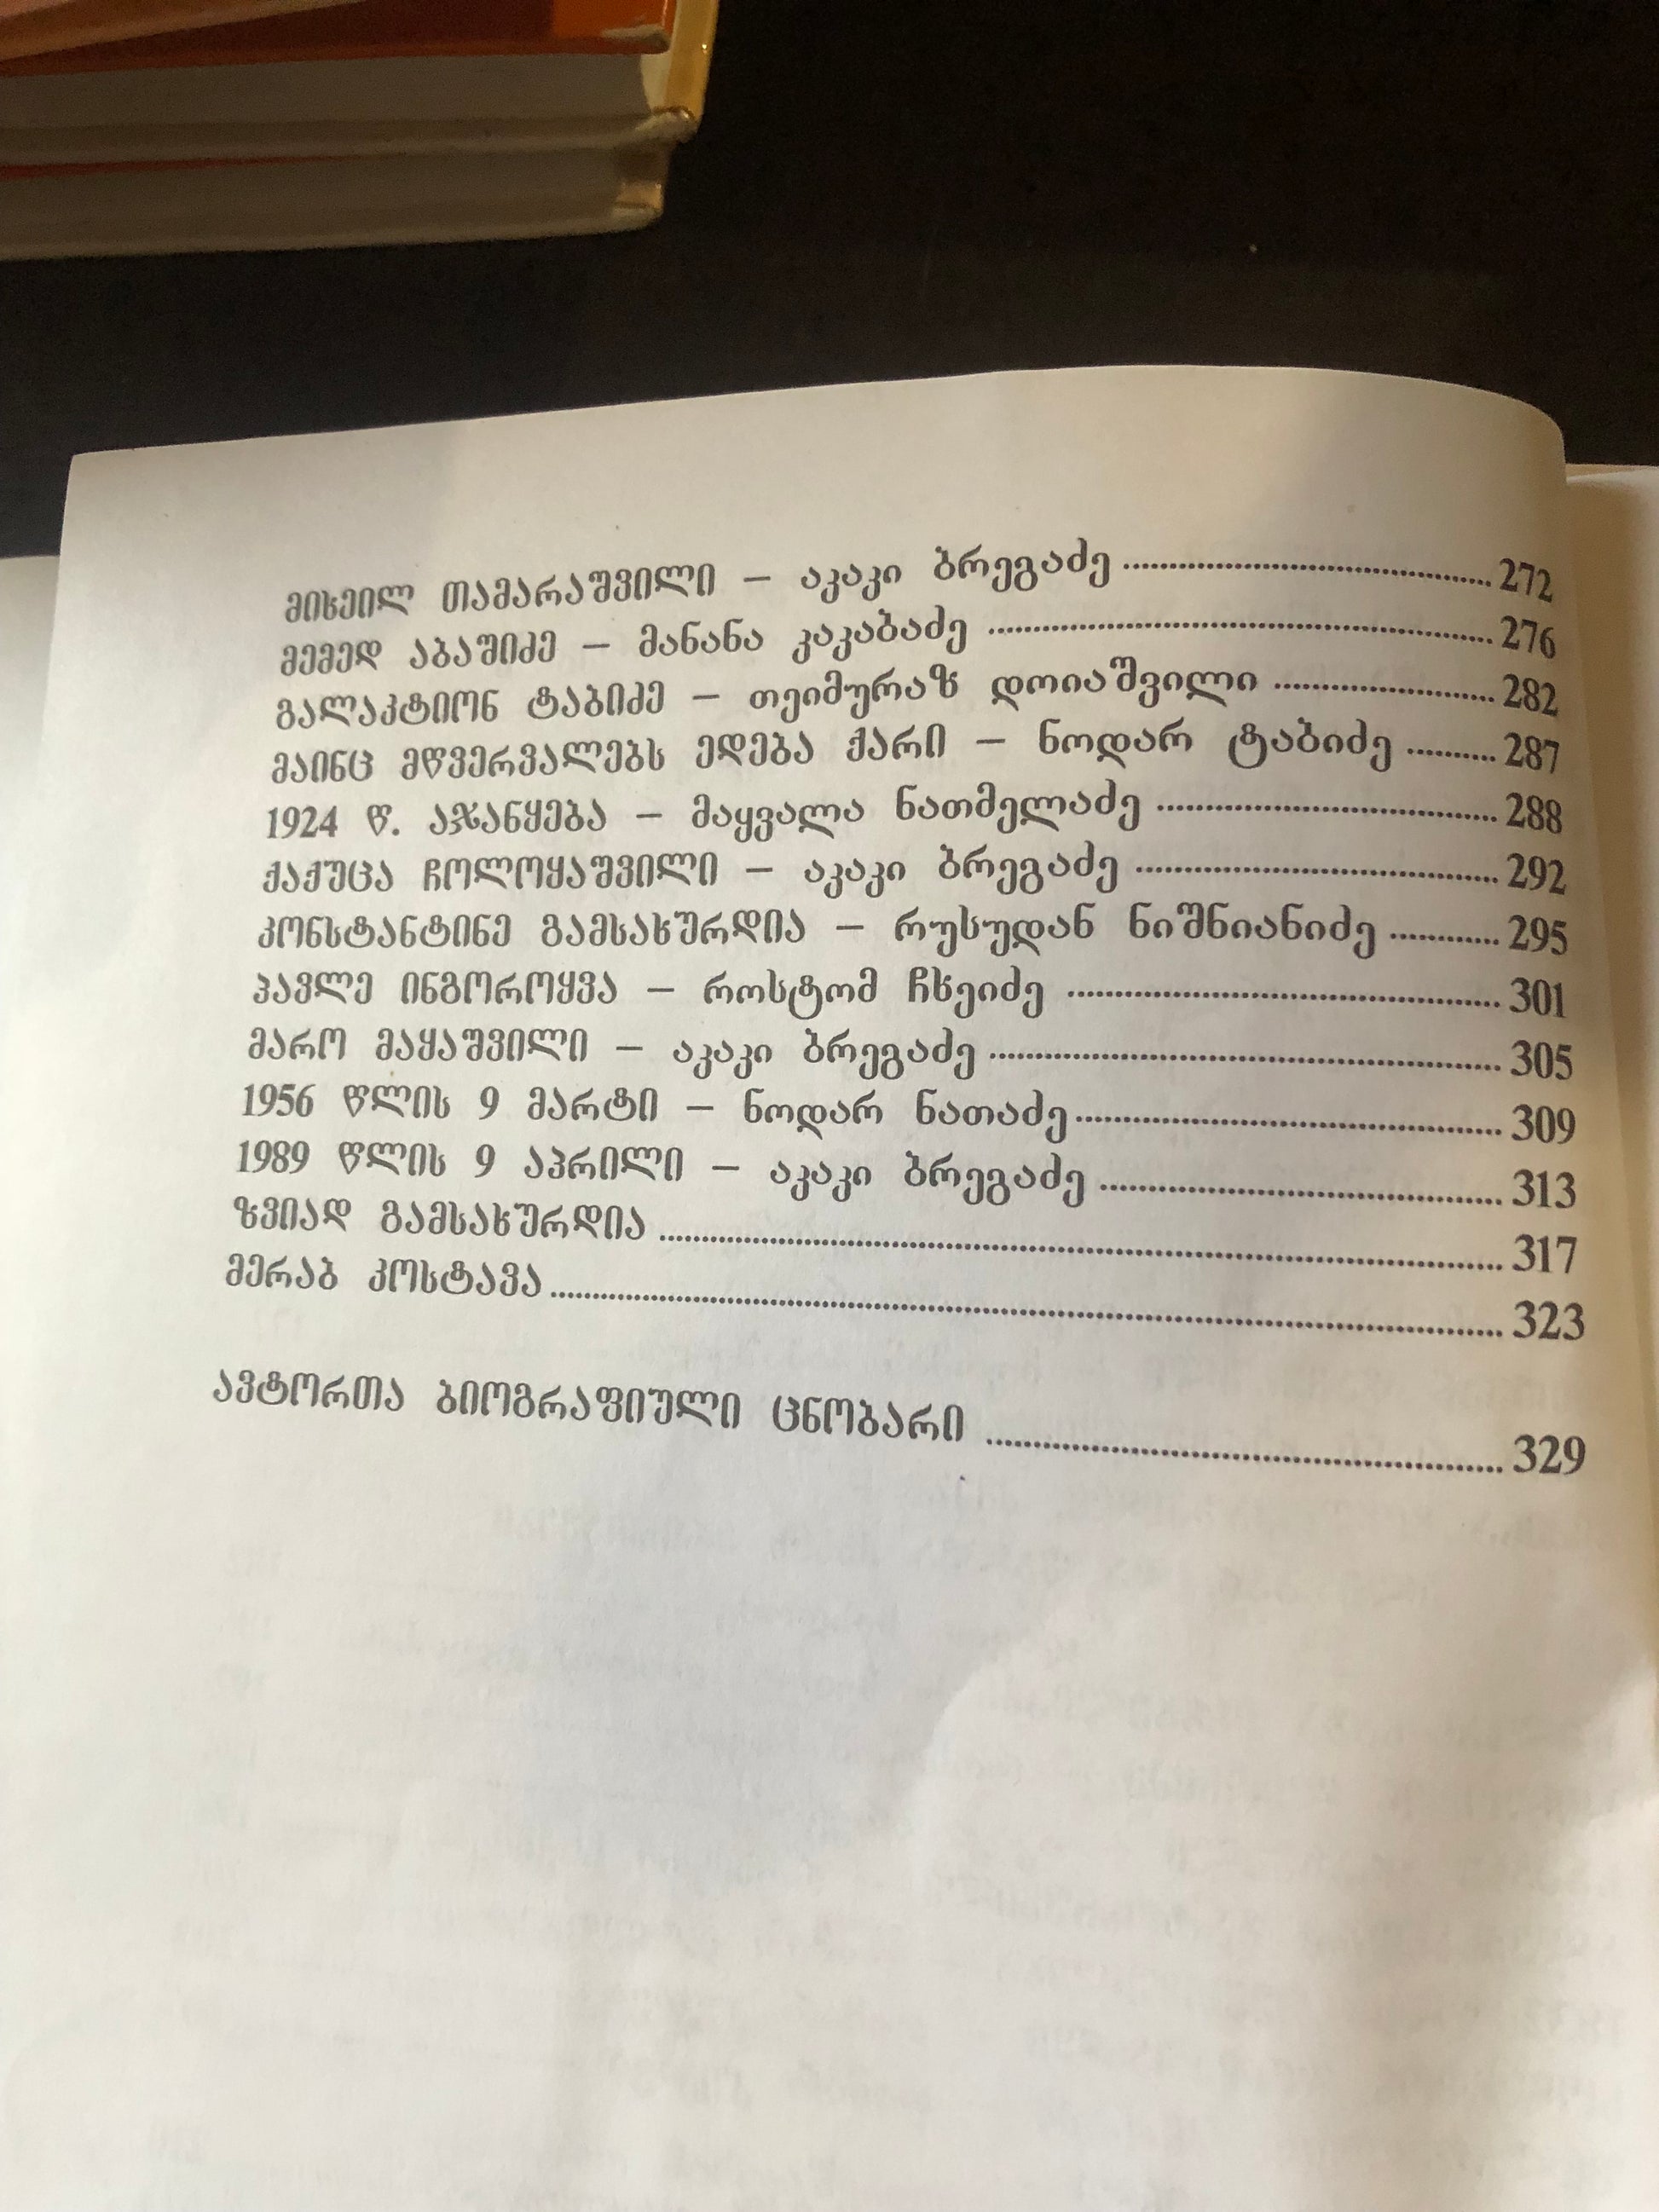 მიხეილ თამარაშვილი – აკაკი ბრეგაძე ........................................ 272
მემედ აბაშიძე – მანანა კაკაბაძე ........................................ 276
გალაკტიონ ტაბიძე – თეიმურაზ დოიაშვილი ........................ 282
მაინც მწვერვალებს ედება ქარი – ნოდარ ტაბიძე .......... 287
1924 წ. აჯანყება – მაყვალა ნათმელაძე ........................................ 288
ქაქუცა ჩოლოყაშვილი – აკაკი ბრეგაძე ........................................ 292
კონსტანტინე გამსახურდია – რუსუდან ნიშნიანიძე ............ 295
პავლე ინგოროყვა – როსტომ ჩხეიძე ........................................ 301
მარო მაყაშვილი – აკაკი ბრეგაძე ........................................ 305
1956 წლის 9 მარტი – ნოდარ ნათაძე ........................................ 309
1989 წლის 9 აპრილი – აკაკი ბრეგაძე ........................................ 313
ზვიად გამსახურდია ........................................ 317
მერაბ კოსტავა ........................................ 323
ავტორთა ბიოგრაფიული ცნობარი ........................................ 329